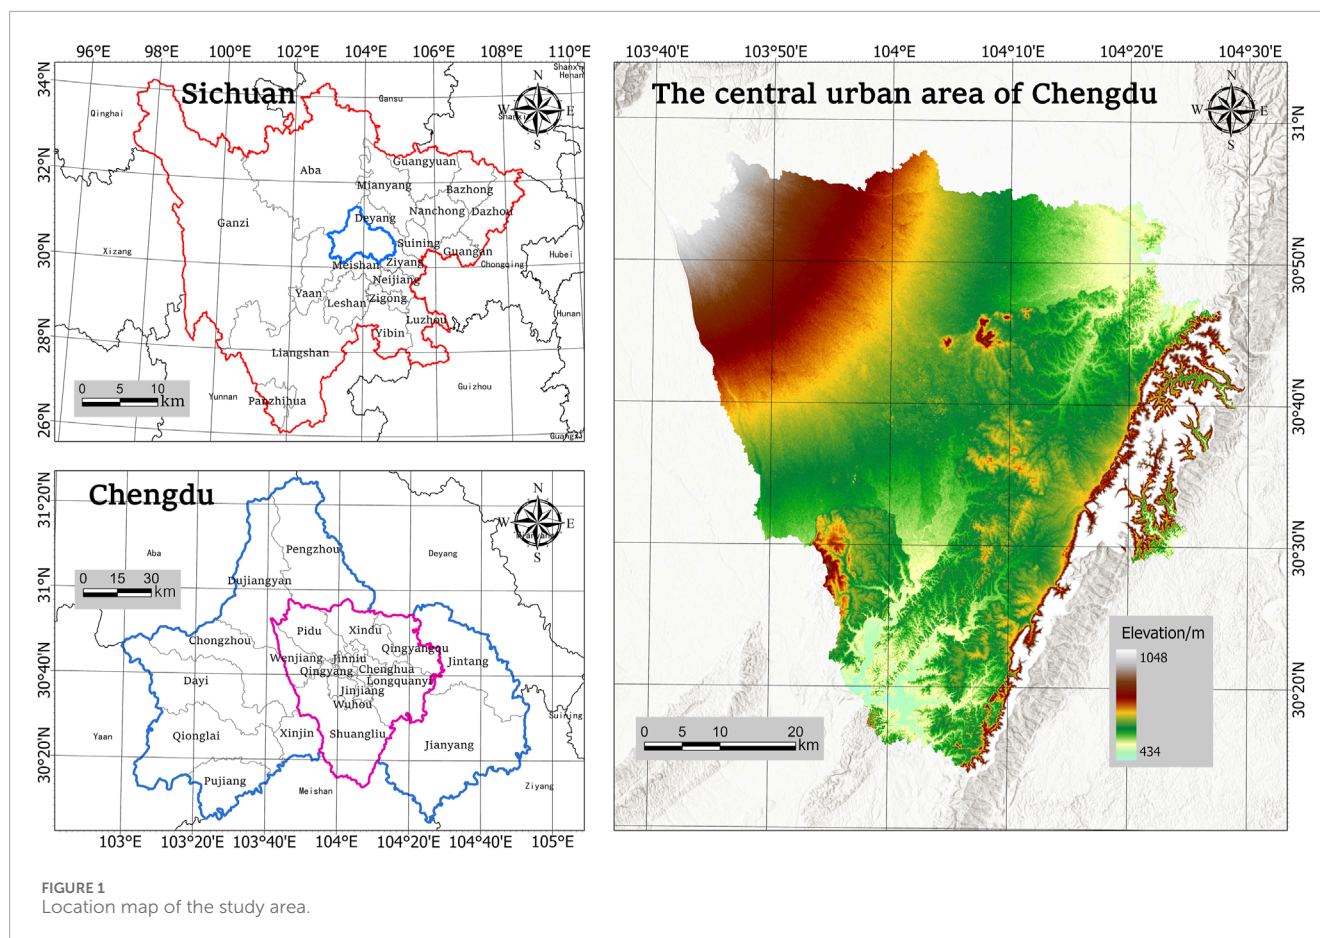 96°E 98°E 100°E 102°E 104°E 106°E 108°E 110°E
34°N
32°N
30°N
28°N
26°N
Sichuan
N
W E
S
Shanxi
Henan
Qinghai
Gansu
Aba
Guangyuan
Mianyang
Bazhong
Ganzi
Deyang
Nanchong
Dazhou
Xizang
Suining
Guangan
Hubei
Meishan
Ziyang
Chongqing
Neijiang
Yaan
Leshan
Zigong
Hunan
Luzhou
Yibin
Liangshan
Guizhou
Yunnan
Panzhihua
Guangxi
0 5 10
km
Chengdu
N
W E
S
31°20'N
31°N
30°40'N
30°20'N
Aba
Pengzhou
Deyang
Dujiangyan
0 15 30
km
Chongzhou
Pidu
Xindu
Qingyangqu
Wenjiang
Jinniu
Jintang
Qingyang
Chenghua
Dayi
Longquanyi
Jinjiang
Wuhou
Suining
Yaan
Qionglai
Xinjin
Shuangliu
Jianyang
Pujiang
Meishan
Ziyang
103°E 103°20'E 103°40'E 104°E 104°20'E 104°40'E 105°E
103°40'E 103°50'E 104°E 104°10'E 104°20'E 104°30'E
The central urban area of Chengdu
N
W E
S
31°N
30°50'N
30°40'N
30°30'N
30°20'N
Elevation/m
1048
434
0 5 10 20
km
FIGURE 1
Location map of the study area.